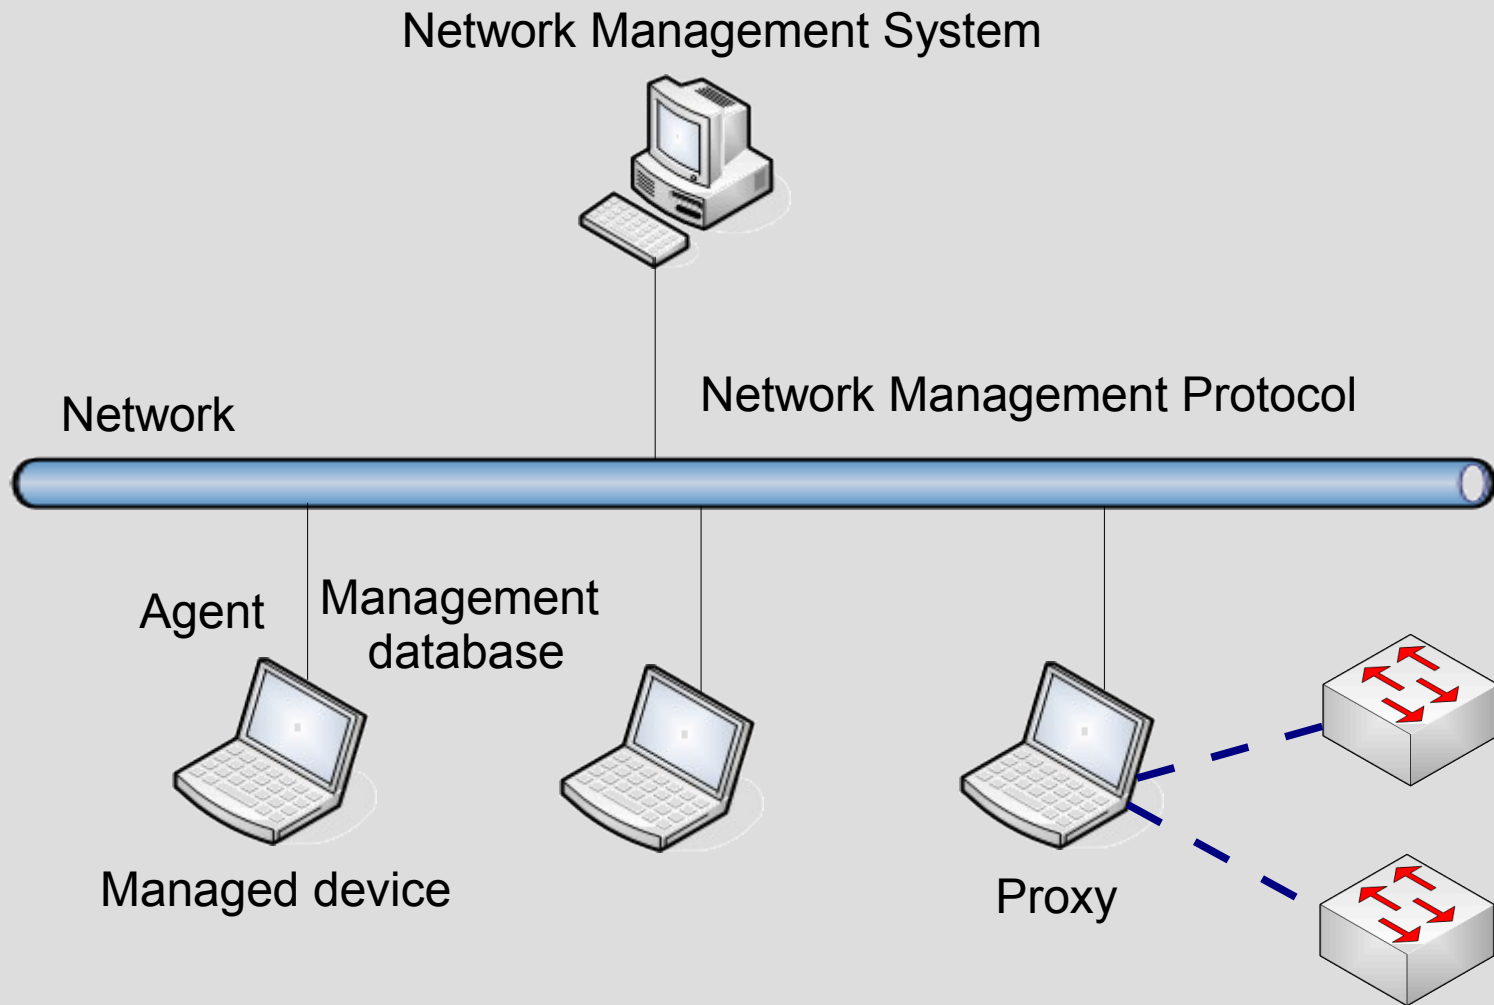 Network Management System
Network Management Protocol
Network
Agent
Management
database
Managed device
Proxy